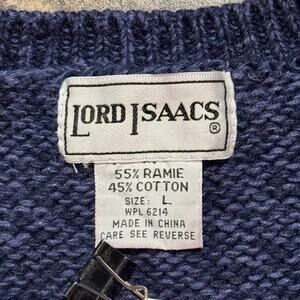 LORD ISAACS®
55% RAMIE
45% COTTON
SIZE: L
WPL 6214
MADE IN CHINA
CARE SEE REVERSE